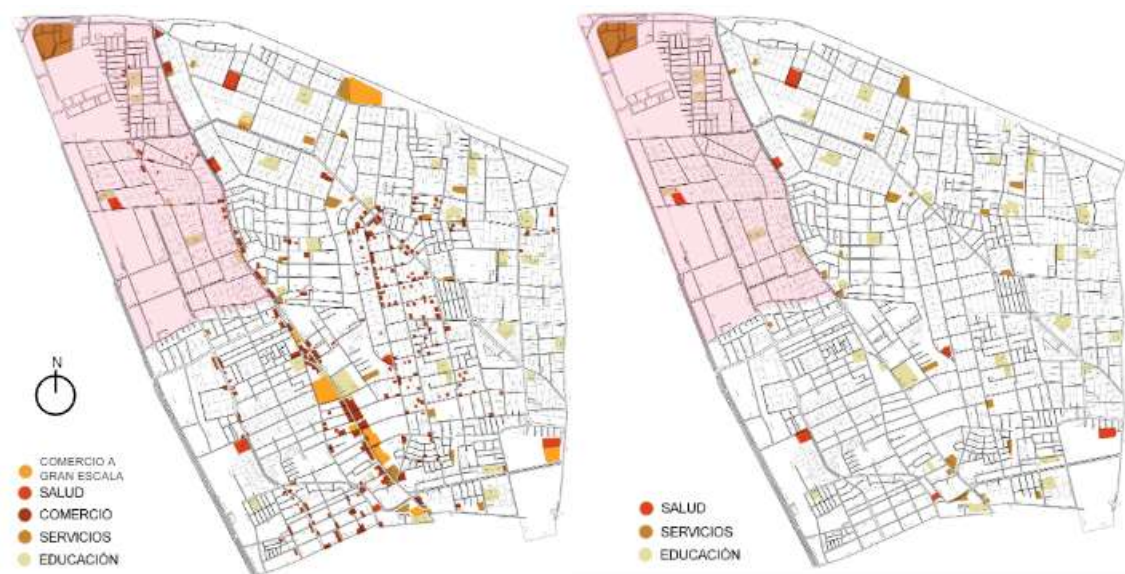 N
COMERCIO A
GRAN ESCALA
SALUD
COMERCIO
SERVICIOS
EDUCACIÓN
SALUD
SERVICIOS
EDUCACIÓN